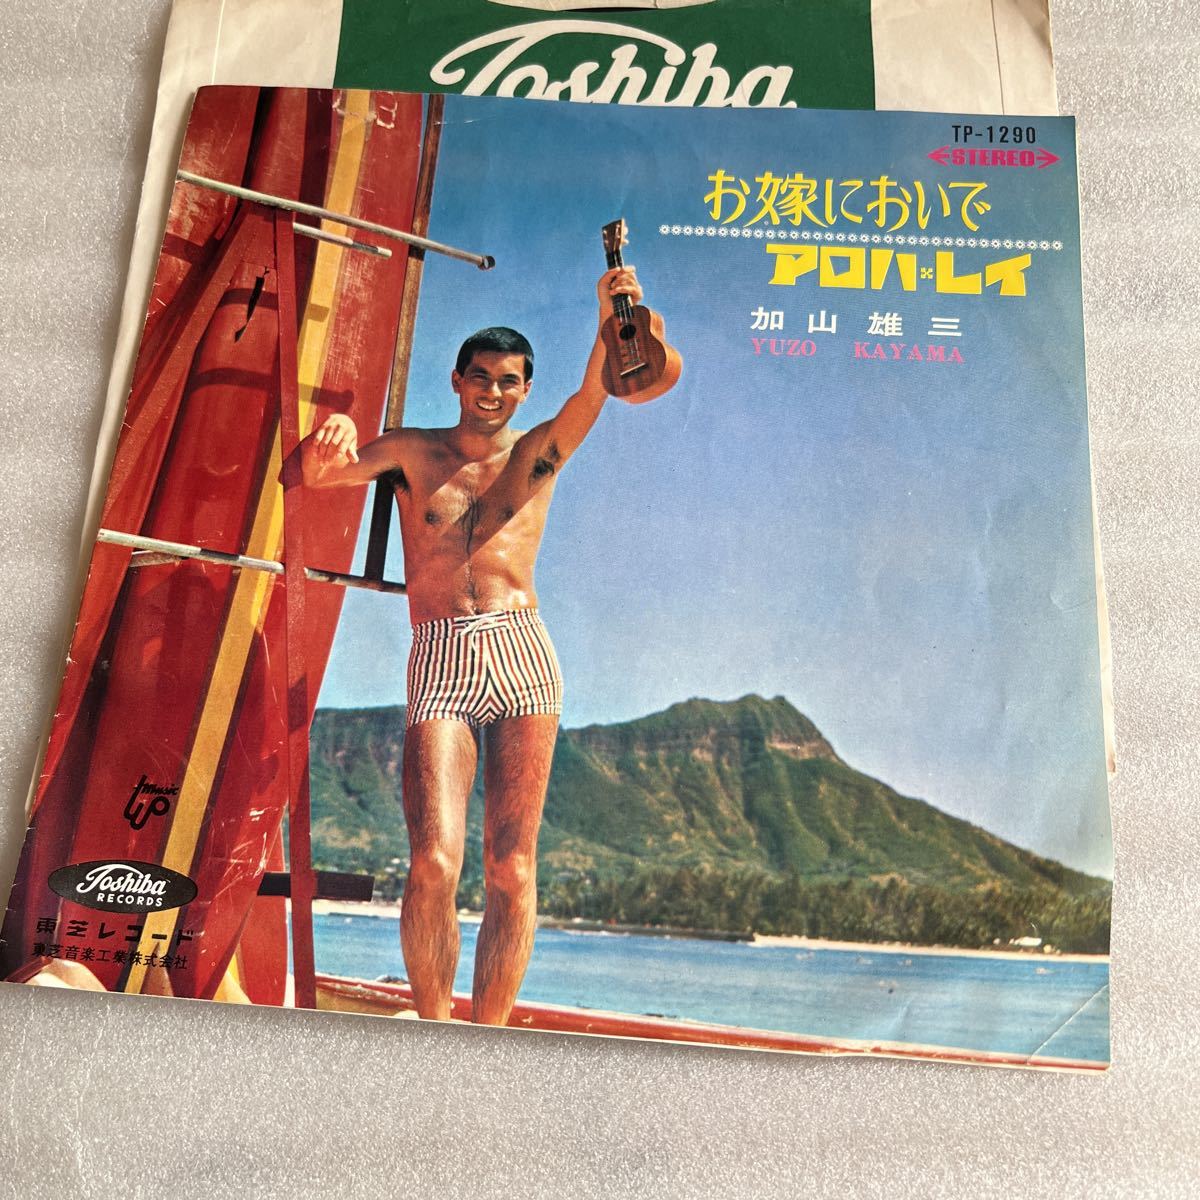 Toshiba
TP-1290
STEREO
お嫁においで
アロハ・レイ
加山雄三
YUZO KAYAMA
music
Toshiba
RECORDS
東芝レコード
東芝音楽工業株式会社